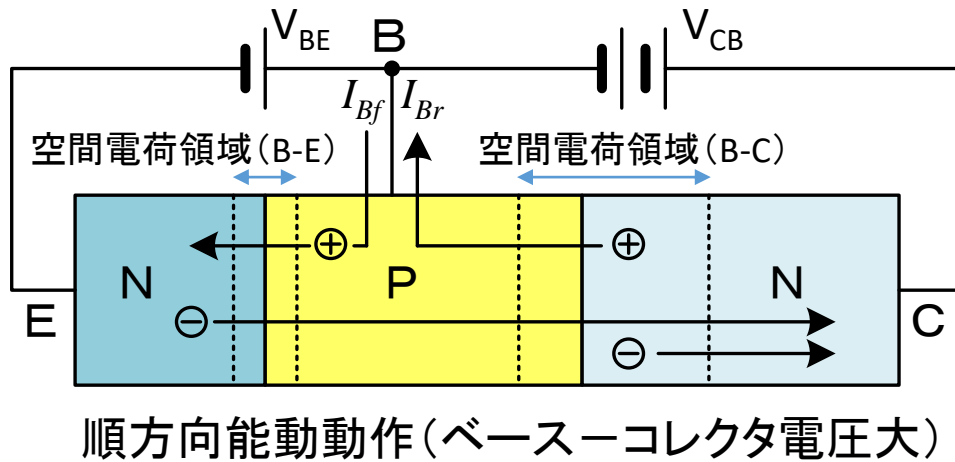 V_BE B V_CB
I_Bf I_Br
空間電荷領域(B-E) 空間電荷領域(B-C)
N P N
E C
⊕ ⊕
⊖
⊖
順方向能動動作(ベース－コレクタ電圧大)